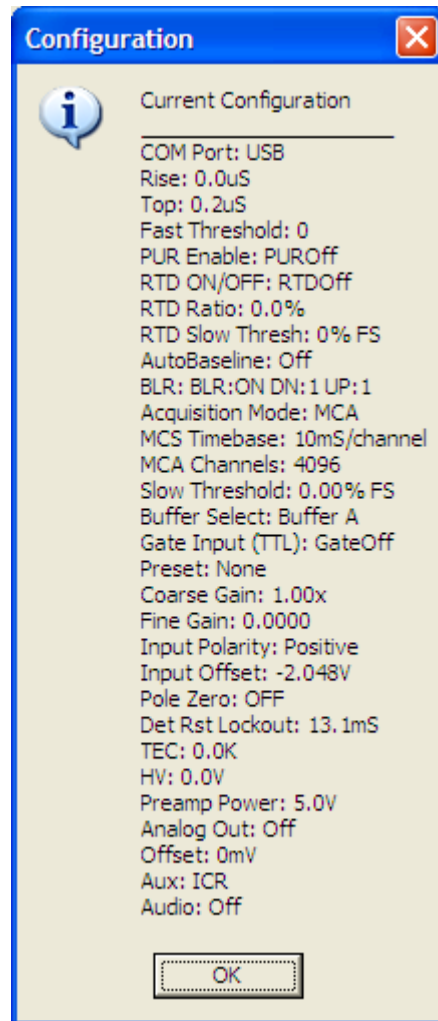 Configuration
Current Configuration
COM Port: USB
Rise: 0.0uS
Top: 0.2uS
Fast Threshold: 0
PUR Enable: PUROff
RTD ON/OFF: RTDOff
RTD Ratio: 0.0%
RTD Slow Thresh: 0% FS
AutoBaseline: Off
BLR: BLR:ON DN:1 UP:1
Acquisition Mode: MCA
MCS Timebase: 10mS/channel
MCA Channels: 4096
Slow Threshold: 0.00% FS
Buffer Select: Buffer A
Gate Input (TTL): GateOff
Preset: None
Coarse Gain: 1.00x
Fine Gain: 0.0000
Input Polarity: Positive
Input Offset: -2.048V
Pole Zero: OFF
Det Rst Lockout: 13.1mS
TEC: 0.0K
HV: 0.0V
Preamp Power: 5.0V
Analog Out: Off
Offset: 0mV
Aux: ICR
Audio: Off
OK